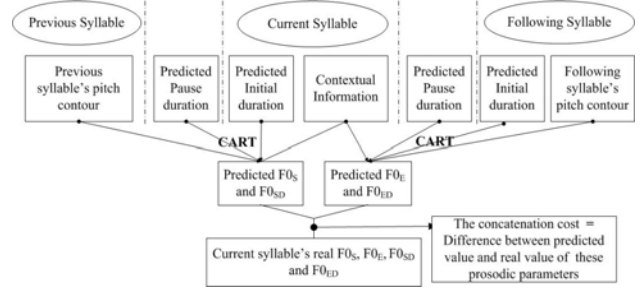 Previous Syllable
Current Syllable
Following Syllable
Previous
syllable's pitch
contour
Predicted
Pause
duration
Predicted
Initial
duration
Contextual
Information
Predicted
Pause
duration
Predicted
Initial
duration
Following
syllable's
pitch contour
CART
CART
Predicted F0S
and F0SD
Predicted F0E
and F0ED
Current syllable's real F0S, F0E, F0SD
and F0ED
The concatenation cost =
Difference between predicted
value and real value of these
prosodic parameters